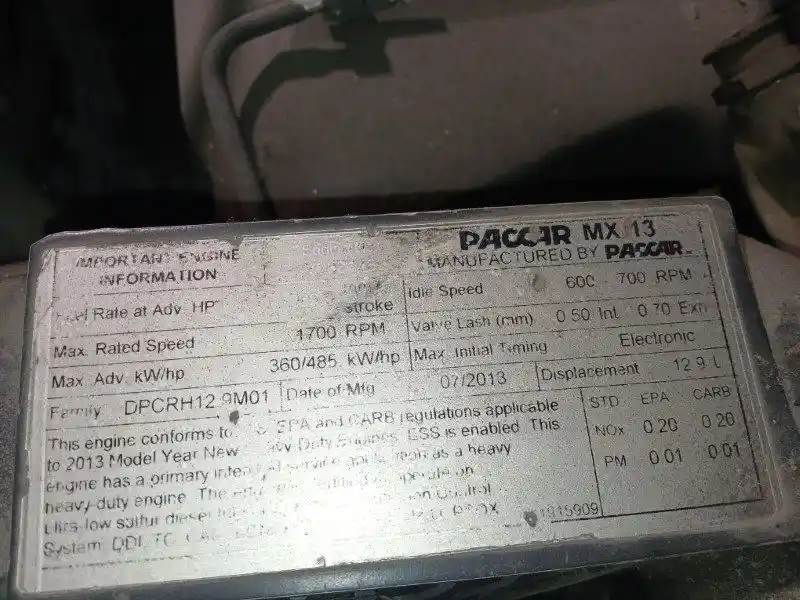 IMPORTANT ENGINE
INFORMATION
PACCAR MX 13
MANUFACTURED BY PACCAR
Rate at Adv. HP
stroke
Idle Speed 600 700 RPM
Max. Rated Speed 1700 RPM
Valve Lash (mm) 0.50 Int. 0.70 Exh
Max. Adv. kW/hp 360/485 kW/hp
Max. Initial Timing Electronic
Family DPCRH12.9M01
Date of Mfg 07/2013
Displacement 12.9 L
This engine conforms to EPA and CARB regulations applicable
to 2013 Model Year New Duty Engines. ESS is enabled. This
engine has a primary service as a heavy
heavy-duty engine. The operate on
Ultra-low sulfur diesel Control
System: DDI, TC,
1915909
STD EPA CARB
NOx 0.20 0.20
PM 0.01 0.01